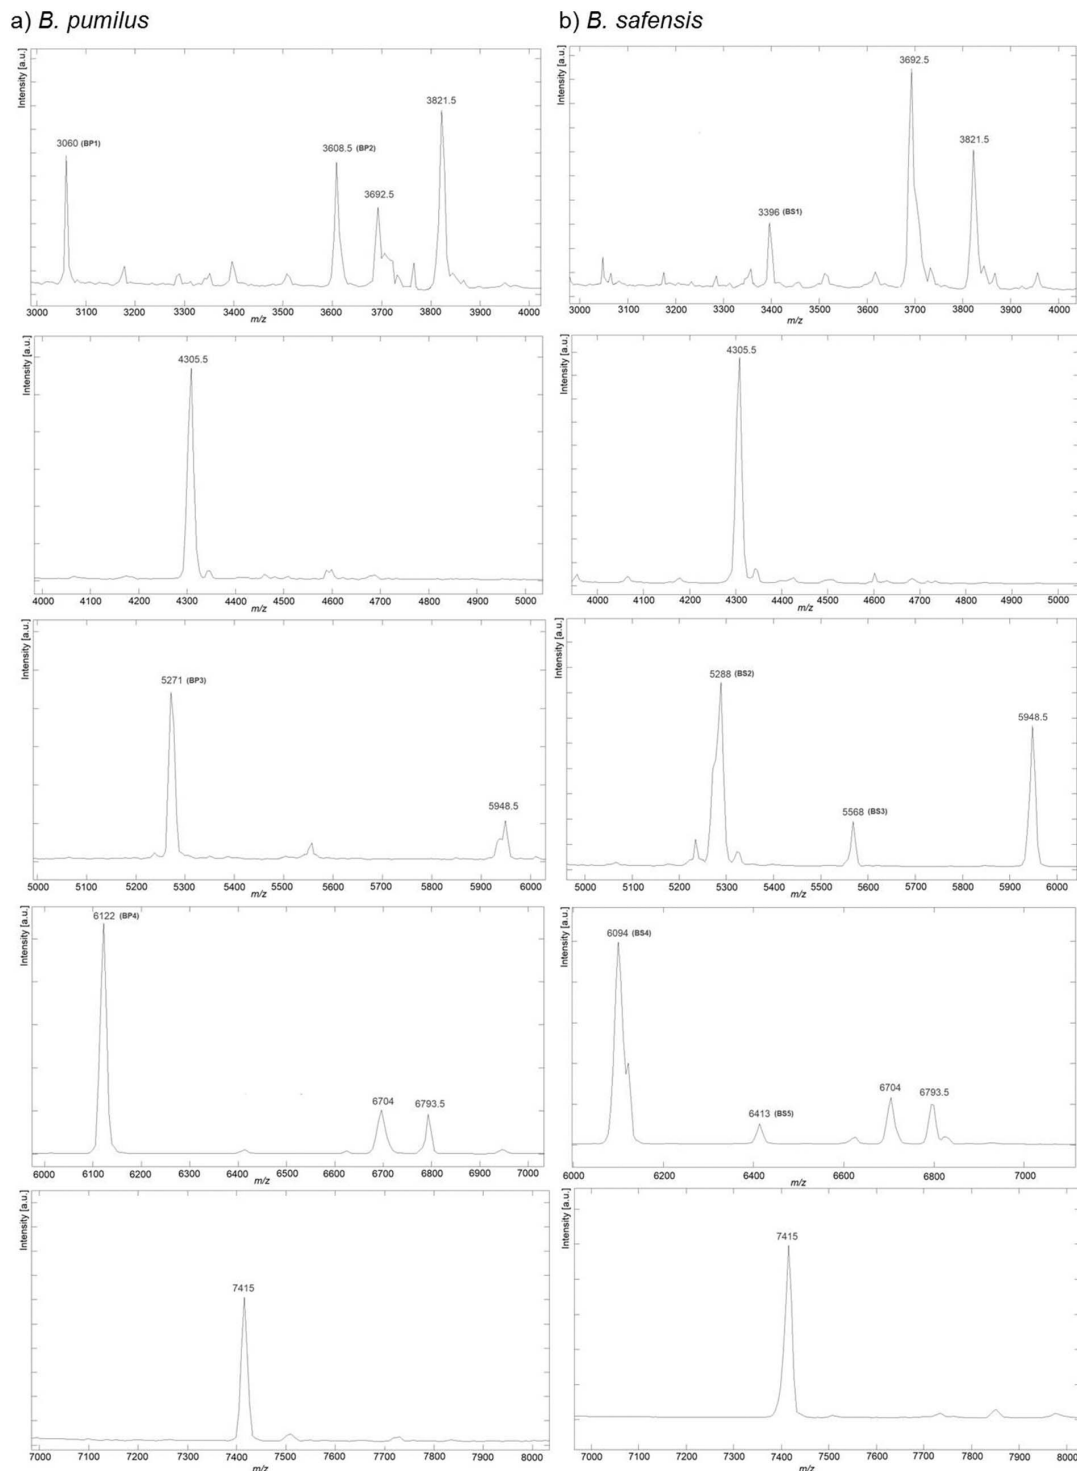 a) B. pumilus
b) B. safensis
Intensity [a.u.]
3060 (BP1)
3608.5 (BP2)
3692.5
3821.5
3000 3100 3200 3300 3400 3500 3600 3700 3800 3900 4000
m/z
Intensity [a.u.]
3396 (BS1)
3692.5
3821.5
3000 3100 3200 3300 3400 3500 3600 3700 3800 3900 4000
m/z
Intensity [a.u.]
4305.5
4000 4100 4200 4300 4400 4500 4600 4700 4800 4900 5000
m/z
Intensity [a.u.]
4305.5
4000 4100 4200 4300 4400 4500 4600 4700 4800 4900 5000
m/z
Intensity [a.u.]
5271 (BP3)
5948.5
5000 5100 5200 5300 5400 5500 5600 5700 5800 5900 6000
m/z
Intensity [a.u.]
5288 (BS2)
5568 (BS3)
5948.5
5000 5100 5200 5300 5400 5500 5600 5700 5800 5900 6000
m/z
Intensity [a.u.]
6122 (BP4)
6704
6793.5
6000 6100 6200 6300 6400 6500 6600 6700 6800 6900 7000
m/z
Intensity [a.u.]
6094 (BS4)
6413 (BS5)
6704
6793.5
6000 6200 6400 6600 6800 7000
m/z
Intensity [a.u.]
7415
7000 7100 7200 7300 7400 7500 7600 7700 7800 7900 8000
m/z
Intensity [a.u.]
7415
7000 7100 7200 7300 7400 7500 7600 7700 7800 7900 8000
m/z